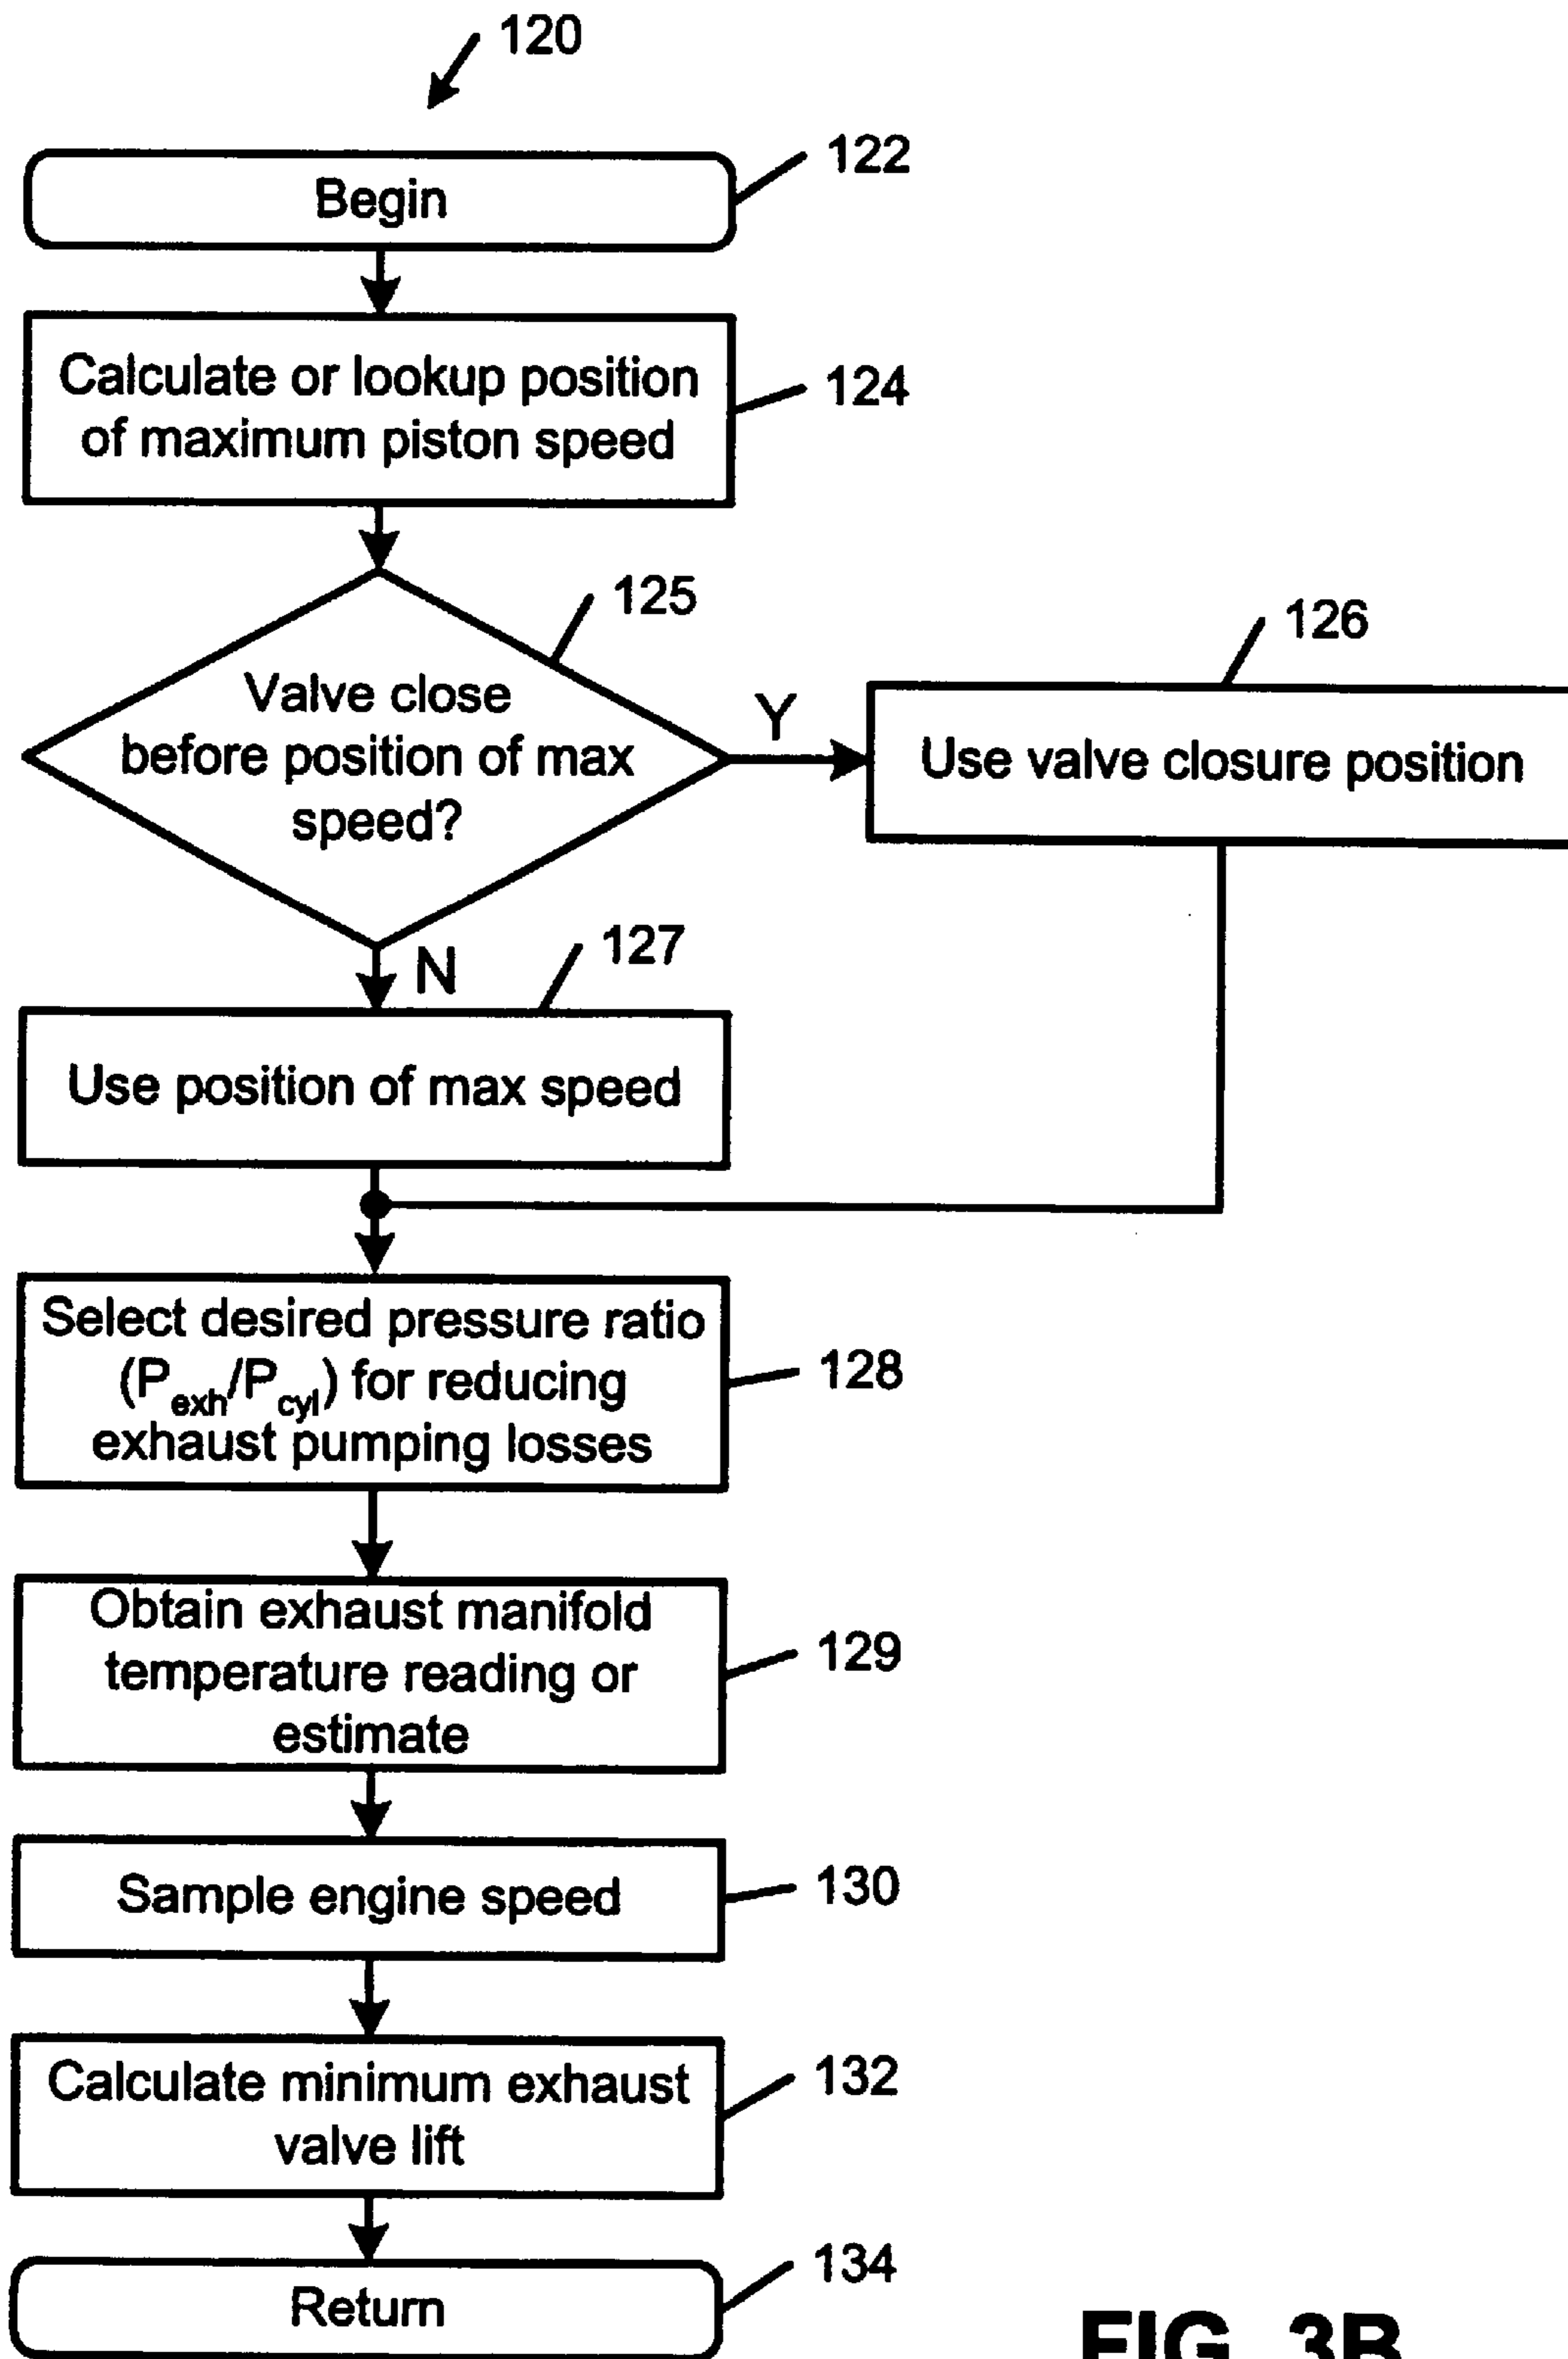 120
Begin
122
Calculate or lookup position
of maximum piston speed
124
125
Valve close
before position of max
speed?
Y
126
Use valve closure position
N
127
Use position of max speed
Select desired pressure ratio
(Pexh/Pcyl) for reducing
exhaust pumping losses
128
Obtain exhaust manifold
temperature reading or
estimate
129
Sample engine speed
130
Calculate minimum exhaust
valve lift
132
Return
134
FIG. 3B